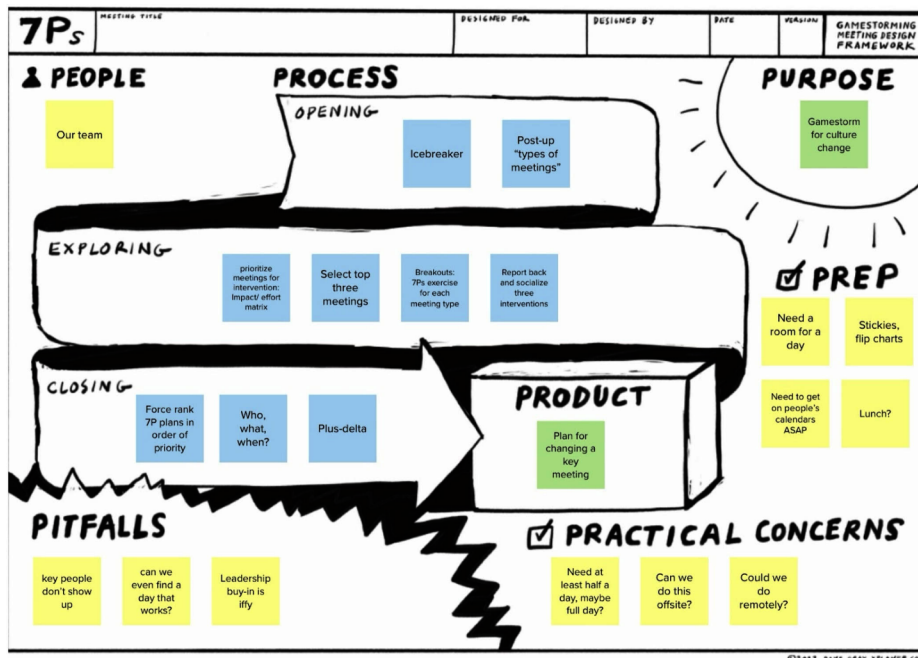 7Ps
MEETING TITLE
DESIGNED FOR
DESIGNED BY
DATE
VERSION
GAMESTORMING
MEETING DESIGN
FRAMEWORK
PEOPLE
Our team
PROCESS
OPENING
Icebreaker
Post-up
"types of
meetings"
PURPOSE
Gamestorm
for culture
change
EXPLORING
prioritize
meetings for
intervention:
Impact/ effort
matrix
Select top
three
meetings
Breakouts:
7Ps exercise
for each
meeting type
Report back
and socialize
three
interventions
PREP
Need a
room for a
day
Stickies,
flip charts
Need to get
on people's
calendars
ASAP
Lunch?
CLOSING
Force rank
7P plans in
order of
priority
Who,
what,
when?
Plus-delta
PRODUCT
Plan for
changing a
key
meeting
PITFALLS
key people
don't show
up
can we
even find a
day that
works?
Leadership
buy-in is
iffy
PRACTICAL CONCERNS
Need at
least half a
day, maybe
full day?
Can we
do this
offsite?
Could we
do
remotely?